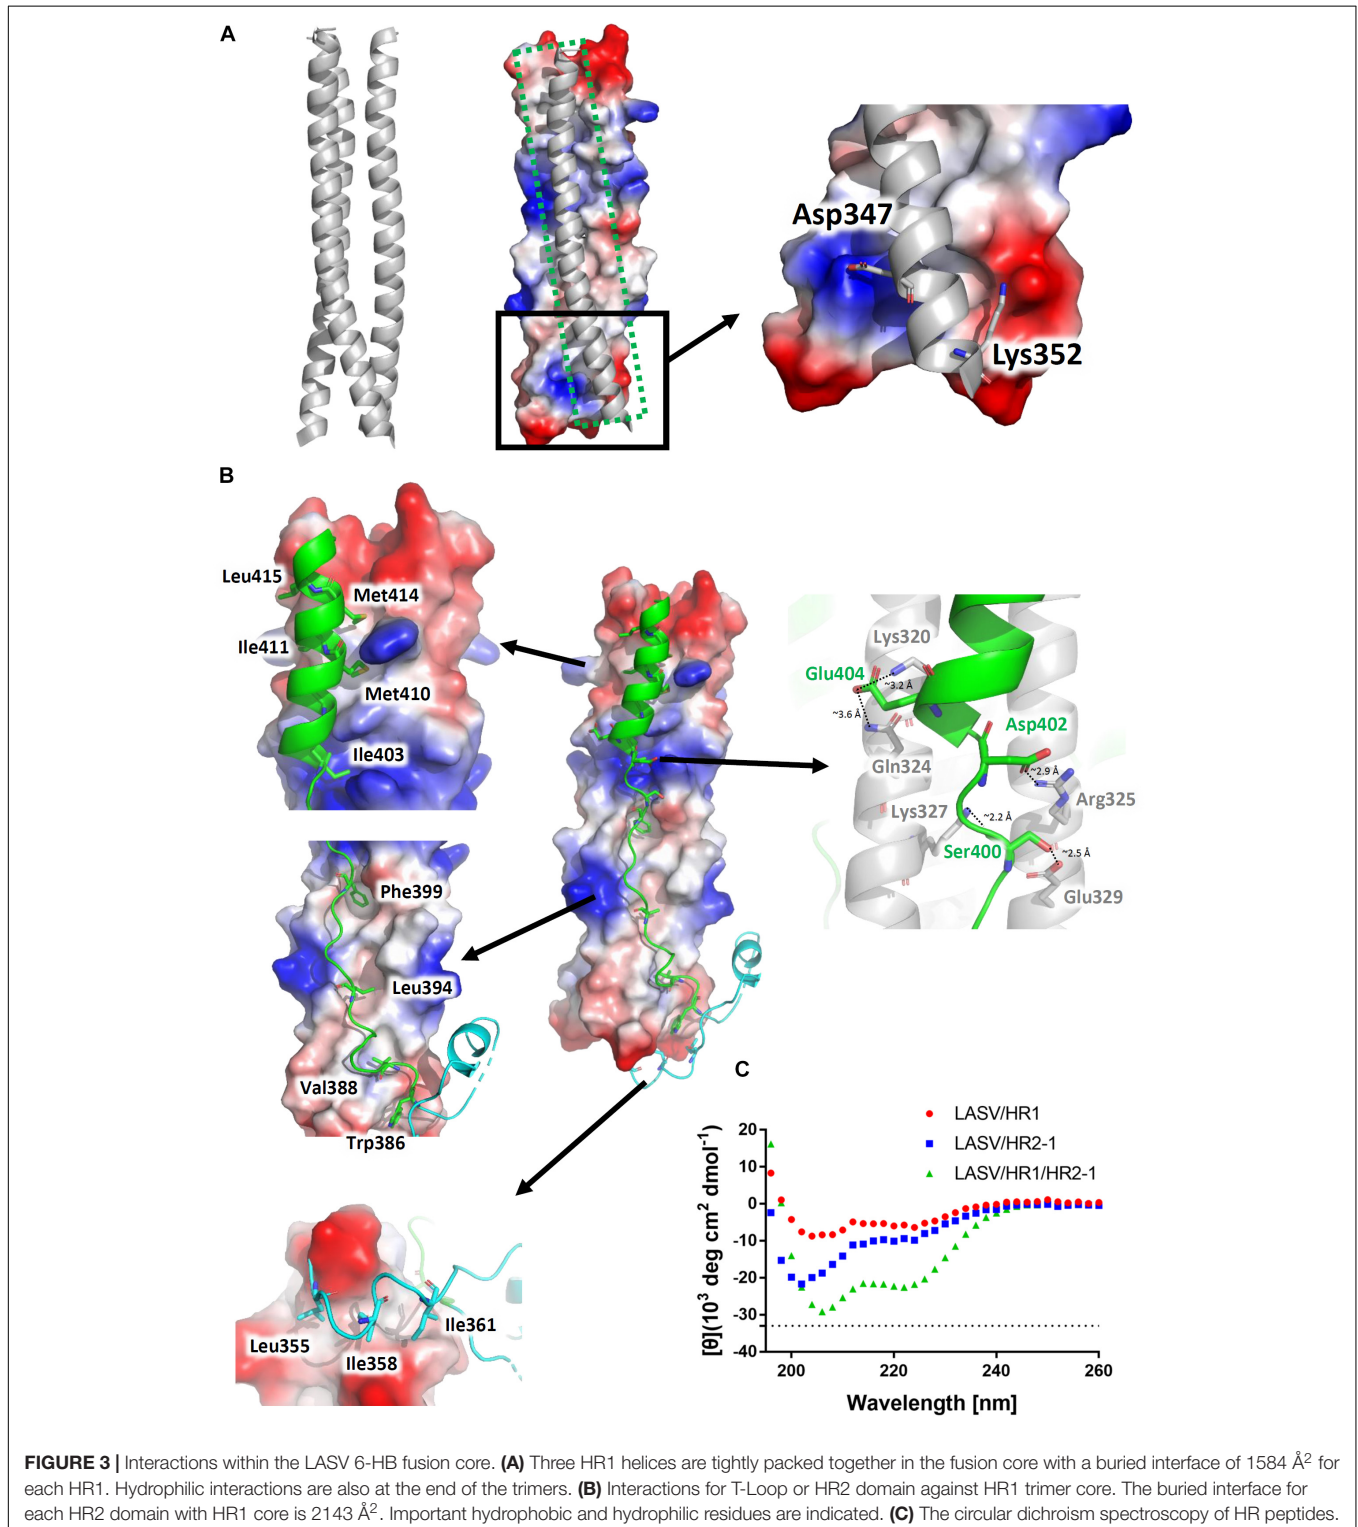 A
Asp347
Lys352
B
Leu415
Met414
Ile411
Met410
Ile403
Phe399
Leu394
Val388
Trp386
Lys320
Glu404
~3.2 Å
~3.6 Å
Asp402
Gln324
~2.9 Å
Arg325
Lys327
~2.2 Å
Ser400
~2.5 Å
Glu329
Leu355
Ile358
Ile361
C
LASV/HR1
LASV/HR2-1
LASV/HR1/HR2-1
20
10
0
-10
-20
-30
-40
[θ](10³ deg cm² dmol⁻¹)
200
220
240
260
Wavelength [nm]
FIGURE 3 | Interactions within the LASV 6-HB fusion core. (A) Three HR1 helices are tightly packed together in the fusion core with a buried interface of 1584 Å² for
each HR1. Hydrophilic interactions are also at the end of the trimers. (B) Interactions for T-Loop or HR2 domain against HR1 trimer core. The buried interface for
each HR2 domain with HR1 core is 2143 Å². Important hydrophobic and hydrophilic residues are indicated. (C) The circular dichroism spectroscopy of HR peptides.